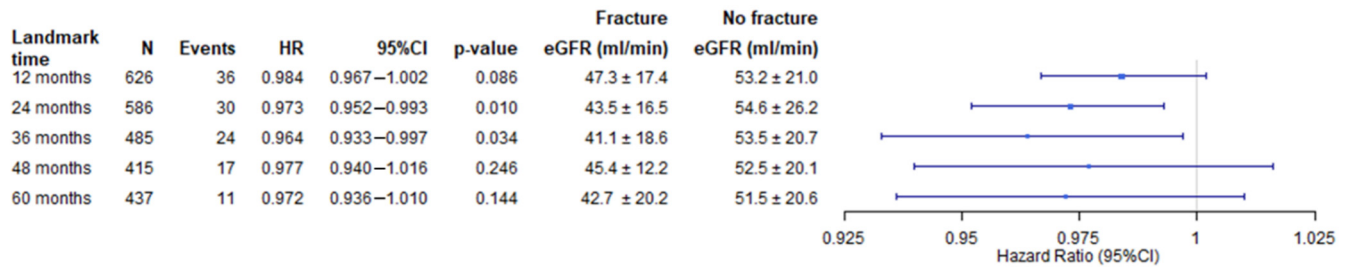 Fracture No fracture
Landmark time N Events HR 95%CI p-value eGFR (ml/min) eGFR (ml/min)
12 months 626 36 0.984 0.967–1.002 0.086 47.3 ± 17.4 53.2 ± 21.0
24 months 586 30 0.973 0.952–0.993 0.010 43.5 ± 16.5 54.6 ± 26.2
36 months 485 24 0.964 0.933–0.997 0.034 41.1 ± 18.6 53.5 ± 20.7
48 months 415 17 0.977 0.940–1.016 0.246 45.4 ± 12.2 52.5 ± 20.1
60 months 437 11 0.972 0.936–1.010 0.144 42.7 ± 20.2 51.5 ± 20.6
0.925 0.95 0.975 1 1.025
Hazard Ratio (95%CI)